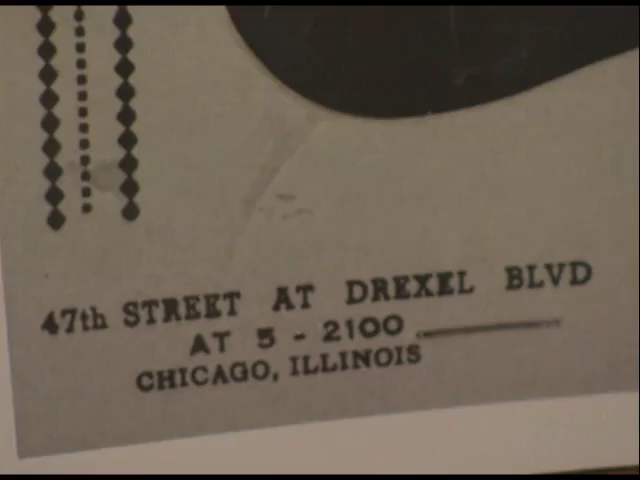 47th STREET AT DREXEL BLVD
AT 5 - 2100
CHICAGO, ILLINOIS